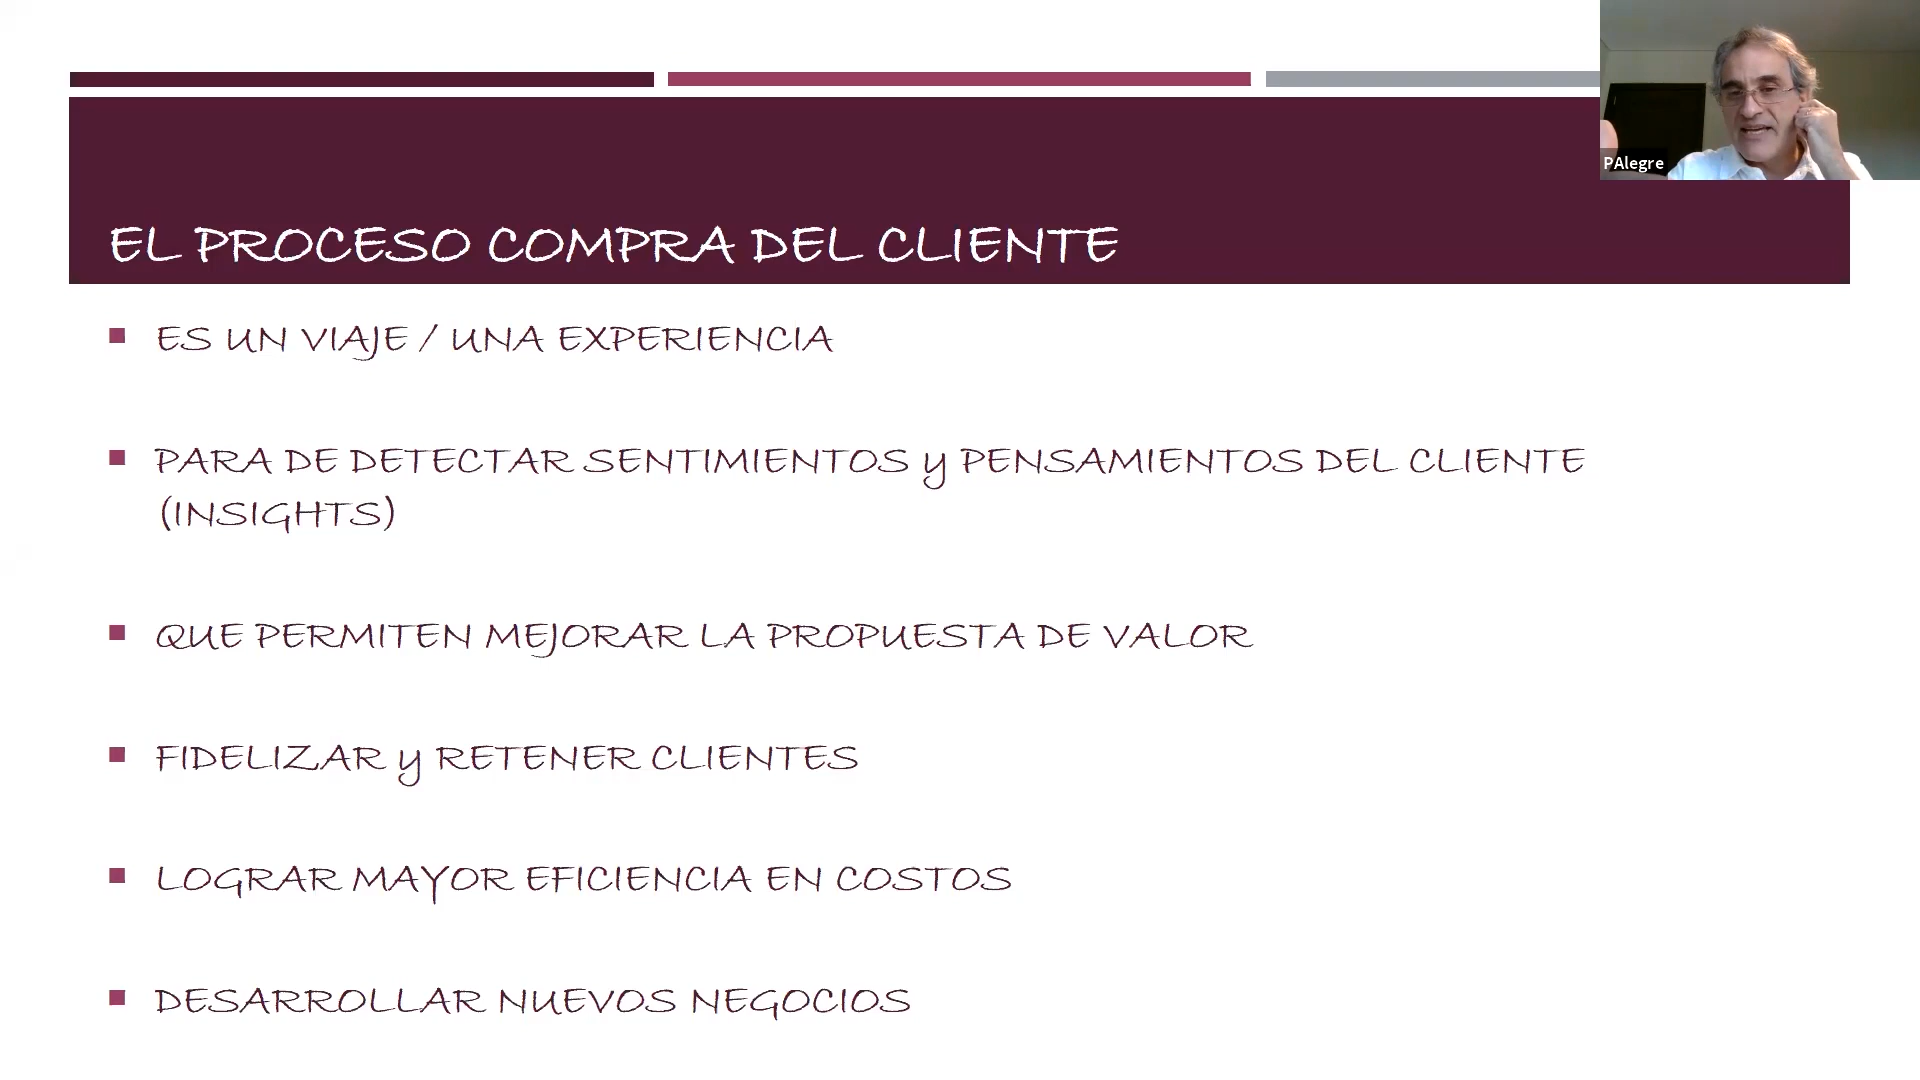 PAlegre
EL PROCESO COMPRA DEL CLIENTE
ES UN VIAJE / UNA EXPERIENCIA
PARA DE DETECTAR SENTIMIENTOS y PENSAMIENTOS DEL CLIENTE
(INSIGHTS)
QUE PERMITEN MEJORAR LA PROPUESTA DE VALOR
FIDELIZAR y RETENER CLIENTES
LOGRAR MAYOR EFICIENCIA EN COSTOS
DESARROLLAR NUEVOS NEGOCIOS